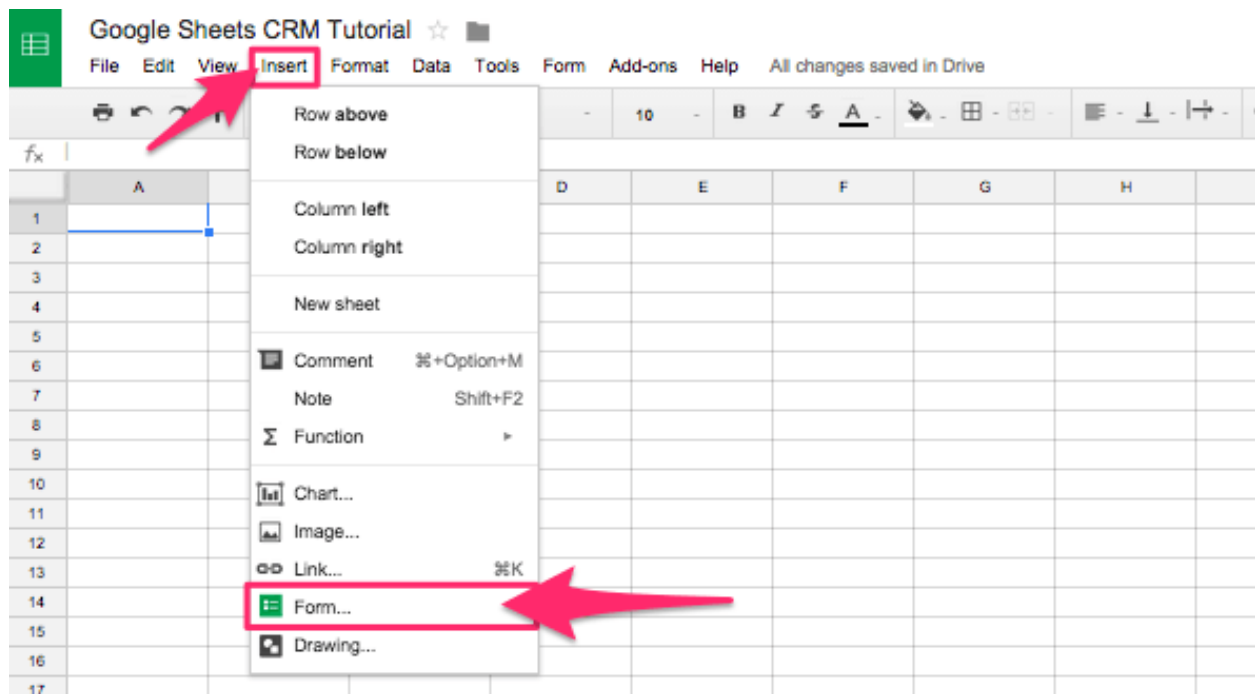 Google Sheets CRM Tutorial
File Edit View Insert Format Data Tools Form Add-ons Help All changes saved in Drive
10 B I S A
fx
A D E F G H
Row above
Row below
Column left
Column right
New sheet
Comment ⌘+Option+M
Note Shift+F2
Σ Function
Chart...
Image...
Link... ⌘K
Form...
Drawing...
1
2
3
4
5
6
7
8
9
10
11
12
13
14
15
16
17